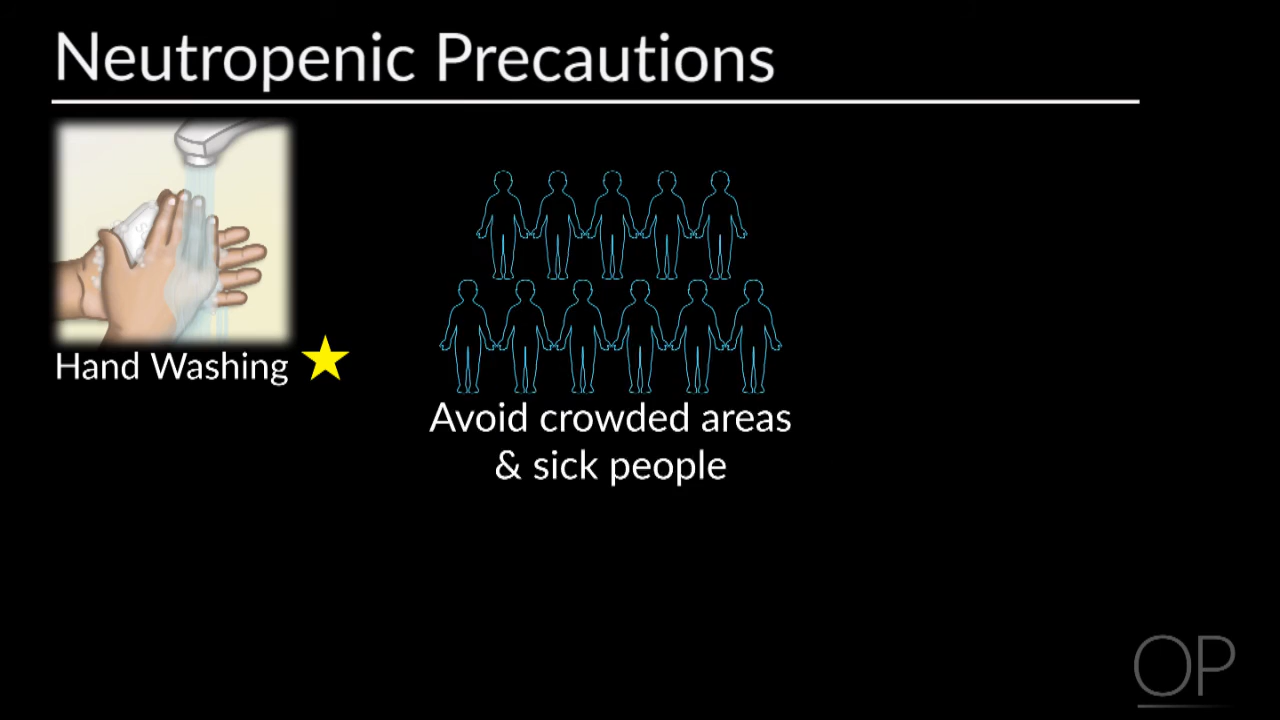 Neutropenic Precautions
Hand Washing
Avoid crowded areas
& sick people
OP